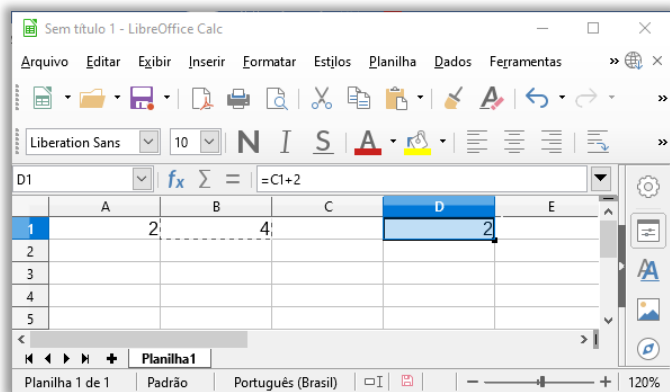 Sem título 1 - LibreOffice Calc
Arquivo Editar Exibir Inserir Formatar Estilos Planilha Dados Ferramentas »
»
Liberation Sans 10 N I S A »
D1 fx Σ = =C1+2
A B C D E
1 2 4 2
2
3
4
5
Planilha1
Planilha 1 de 1 Padrão Português (Brasil) 120%